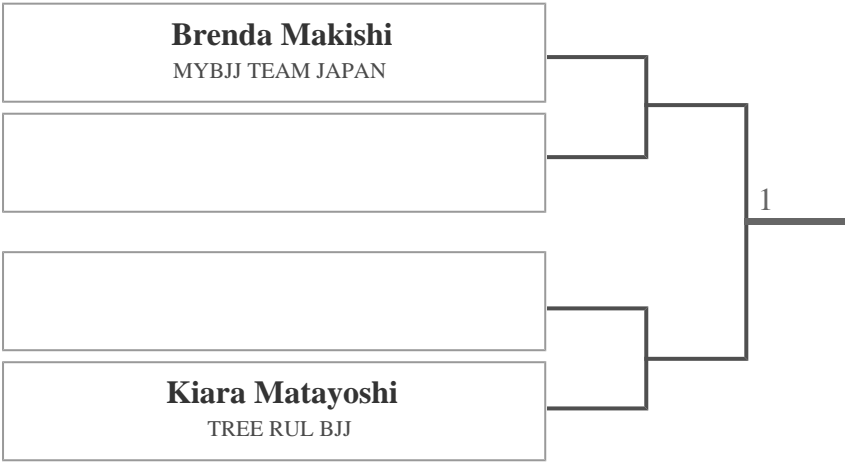 Brenda Makishi
MYBJJ TEAM JAPAN
1
Kiara Matayoshi
TREE RUL BJJ